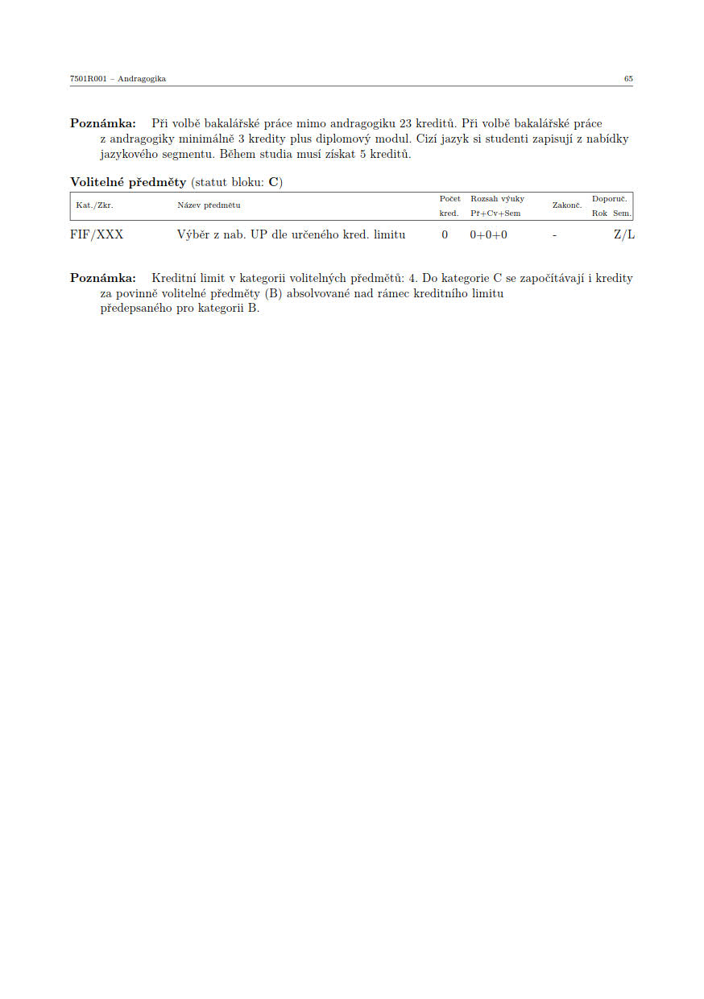 7501R001 – Andragogika 65
Poznámka: Při volbě bakalářské práce mimo andragogiku 23 kreditů. Při volbě bakalářské práce
z andragogiky minimálně 3 kredity plus diplomový modul. Cizí jazyk si studenti zapisují z nabídky
jazykového segmentu. Během studia musí získat 5 kreditů.
Volitelné předměty (statut bloku: C)
Kat./Zkr. Název předmětu Počet kred. Rozsah výuky Př+Cv+Sem Zakonč. Doporuč. Rok Sem.
FIF/XXX Výběr z nab. UP dle určeného kred. limitu 0 0+0+0 - Z/L
Poznámka: Kreditní limit v kategorii volitelných předmětů: 4. Do kategorie C se započítávají i kredity
za povinně volitelné předměty (B) absolvované nad rámec kreditního limitu
předepsaného pro kategorii B.